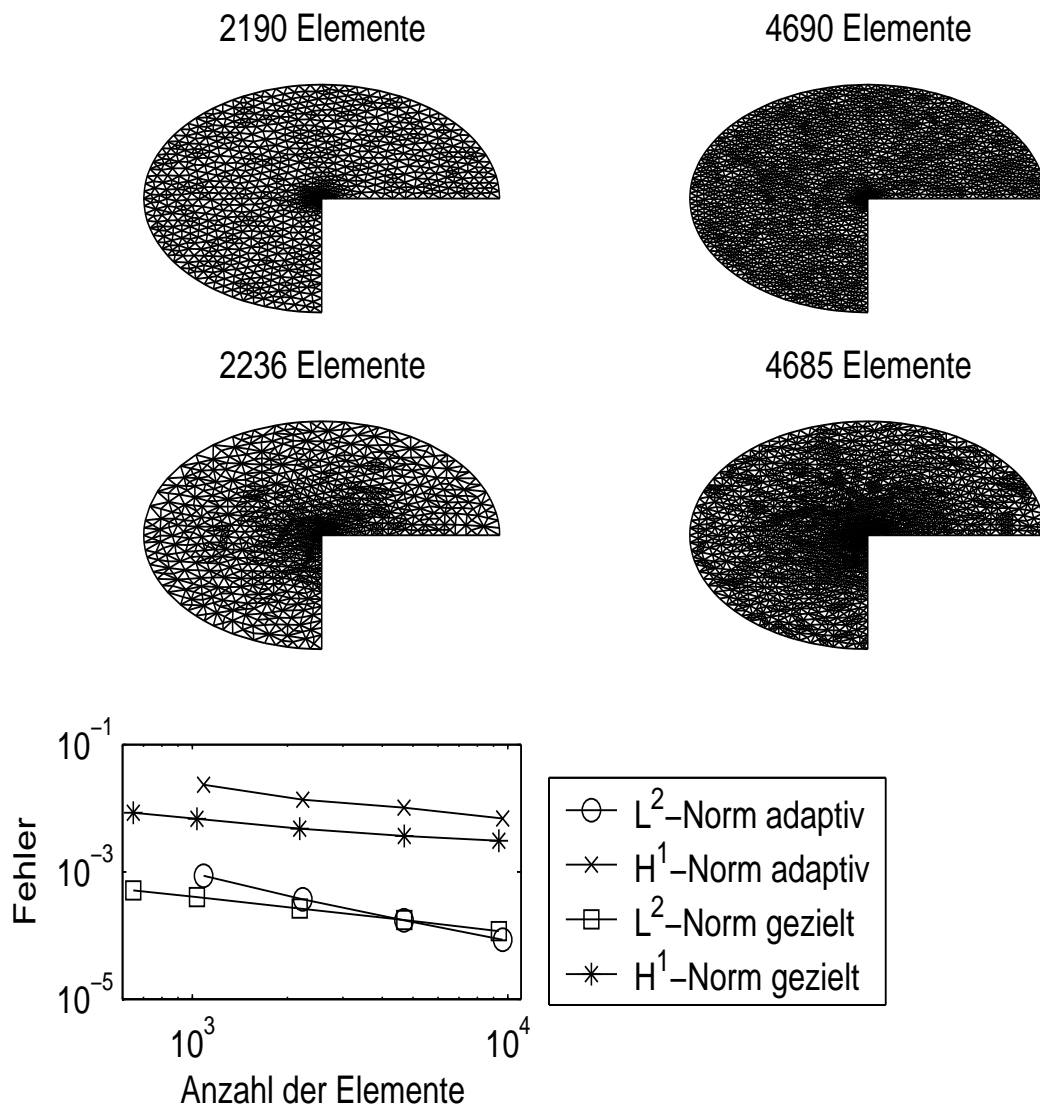 2190 Elemente
4690 Elemente
2236 Elemente
4685 Elemente
10^−1
10^−3
10^−5
Fehler
10^3
10^4
Anzahl der Elemente
L^2−Norm adaptiv
H^1−Norm adaptiv
L^2−Norm gezielt
H^1−Norm gezielt